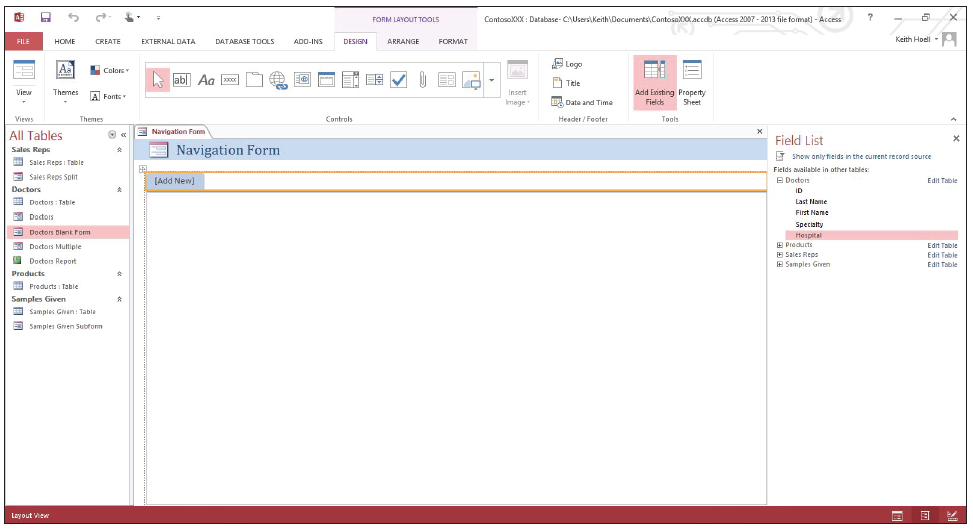 FORM LAYOUT TOOLS
ContosoXXX : Database- C:\Users\Keith\Documents\ContosoXXX.accdb (Access 2007 - 2013 file format) - Access
?
FILE HOME CREATE EXTERNAL DATA DATABASE TOOLS ADD-INS DESIGN ARRANGE FORMAT
Keith Hoell
View
Themes
Colors
Fonts
ab|
Aa
xxxx
Insert
Image
Logo
Title
Date and Time
Add Existing
Fields
Property
Sheet
Views
Themes
Controls
Header / Footer
Tools
All Tables
Sales Reps
Sales Reps : Table
Sales Reps Split
Doctors
Doctors : Table
Doctors
Doctors Blank Form
Doctors Multiple
Doctors Report
Products
Products : Table
Samples Given
Samples Given : Table
Samples Given Subform
Navigation Form
Navigation Form
[Add New]
Field List
Show only fields in the current record source
Fields available in other tables:
Doctors Edit Table
ID
Last Name
First Name
Specialty
Hospital
Products Edit Table
Sales Reps Edit Table
Samples Given Edit Table
Layout View